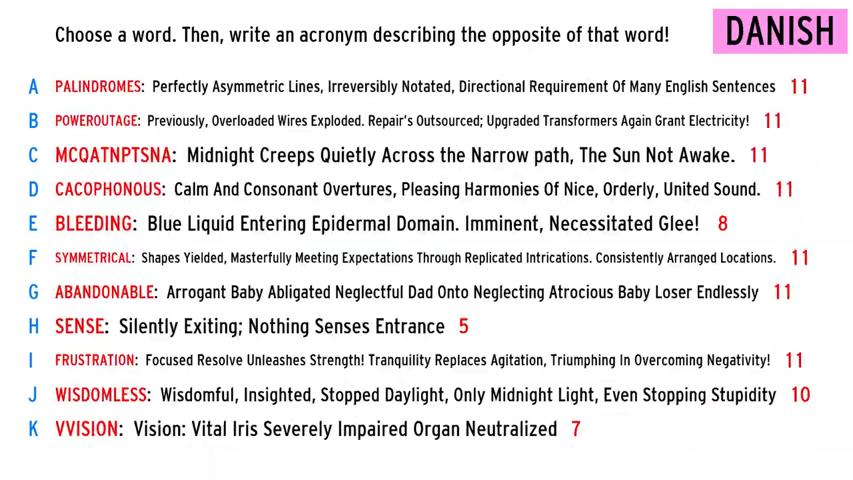 Choose a word. Then, write an acronym describing the opposite of that word!
DANISH
A PALINDROMES: Perfectly Asymmetric Lines, Irreversibly Notated, Directional Requirement Of Many English Sentences 11
B POWEROUTAGE: Previously, Overloaded Wires Exploded. Repair's Outsourced; Upgraded Transformers Again Grant Electricity! 11
C MCQATNPTSNA: Midnight Creeps Quietly Across the Narrow path, The Sun Not Awake. 11
D CACOPHONOUS: Calm And Consonant Overtures, Pleasing Harmonies Of Nice, Orderly, United Sound. 11
E BLEEDING: Blue Liquid Entering Epidermal Domain. Imminent, Necessitated Glee! 8
F SYMMETRICAL: Shapes Yielded, Masterfully Meeting Expectations Through Replicated Intrications. Consistently Arranged Locations. 11
G ABANDONABLE: Arrogant Baby Abligated Neglectful Dad Onto Neglecting Atrocious Baby Loser Endlessly 11
H SENSE: Silently Exiting; Nothing Senses Entrance 5
I FRUSTRATION: Focused Resolve Unleashes Strength! Tranquility Replaces Agitation, Triumphing In Overcoming Negativity! 11
J WISDOMLESS: Wisdomful, Insighted, Stopped Daylight, Only Midnight Light, Even Stopping Stupidity 10
K VVISION: Vision: Vital Iris Severely Impaired Organ Neutralized 7